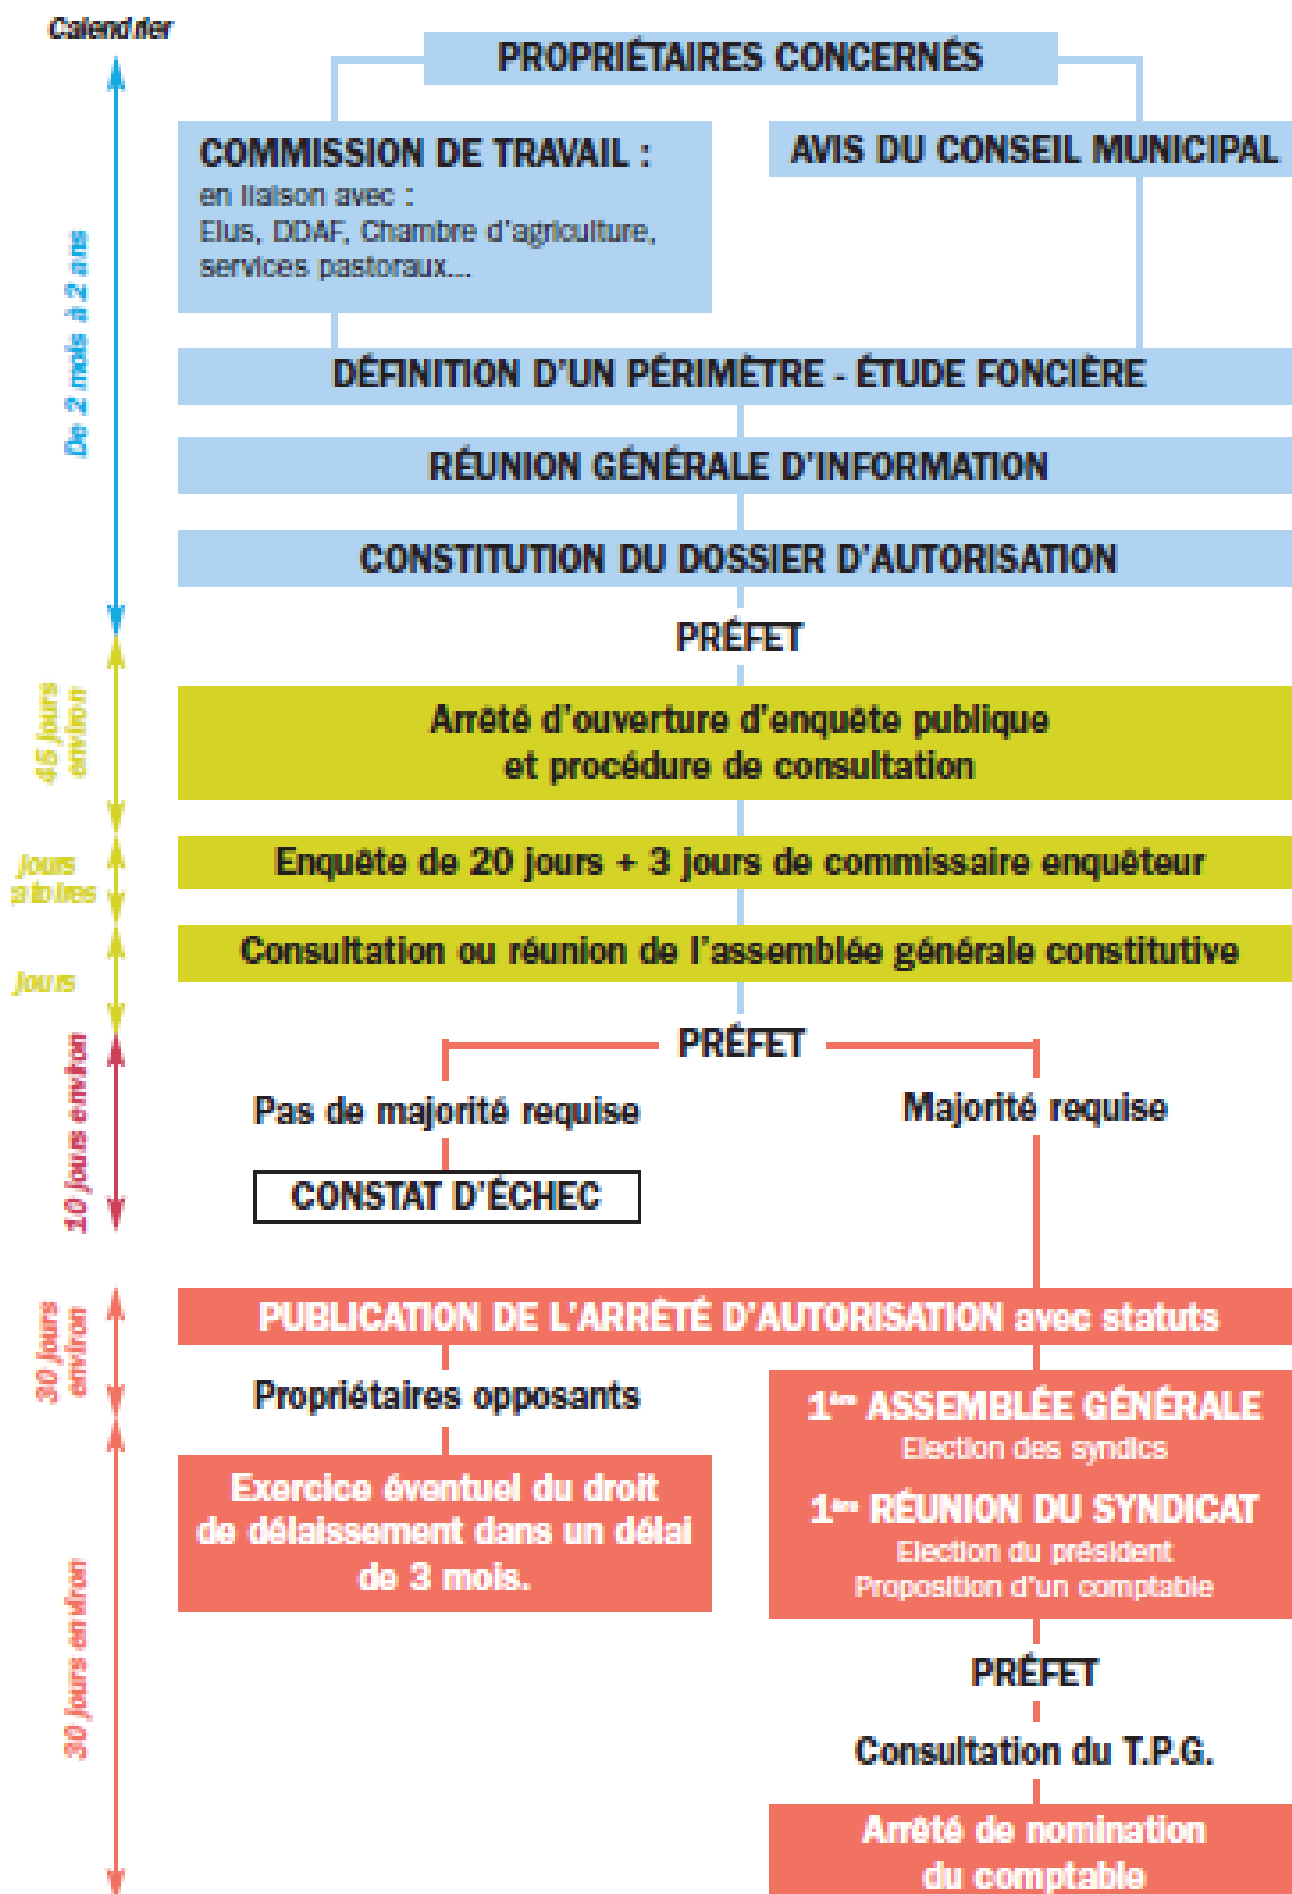 Calendrier
PROPRIÉTAIRES CONCERNÉS
COMMISSION DE TRAVAIL :
en liaison avec :
Elus, DDAF, Chambre d'agriculture,
services pastoraux...
AVIS DU CONSEIL MUNICIPAL
De 2 mois à 2 ans
DÉFINITION D'UN PÉRIMÈTRE - ÉTUDE FONCIÈRE
RÉUNION GÉNÉRALE D'INFORMATION
CONSTITUTION DU DOSSIER D'AUTORISATION
PRÉFET
45 jours
environ
Arrêté d'ouverture d'enquête publique
et procédure de consultation
jours
atoires
Enquête de 20 jours + 3 jours de commissaire enquêteur
jours
Consultation ou réunion de l'assemblée générale constitutive
10 jours environ
PRÉFET
Pas de majorité requise
Majorité requise
CONSTAT D'ÉCHEC
30 jours
environ
PUBLICATION DE L'ARRÊTÉ D'AUTORISATION avec statuts
Propriétaires opposants
Exercice éventuel du droit
de délaissement dans un délai
de 3 mois.
1ère ASSEMBLÉE GÉNÉRALE
Election des syndics
1ère RÉUNION DU SYNDICAT
Election du président
Proposition d'un comptable
30 jours environ
PRÉFET
Consultation du T.P.G.
Arrêté de nomination
du comptable